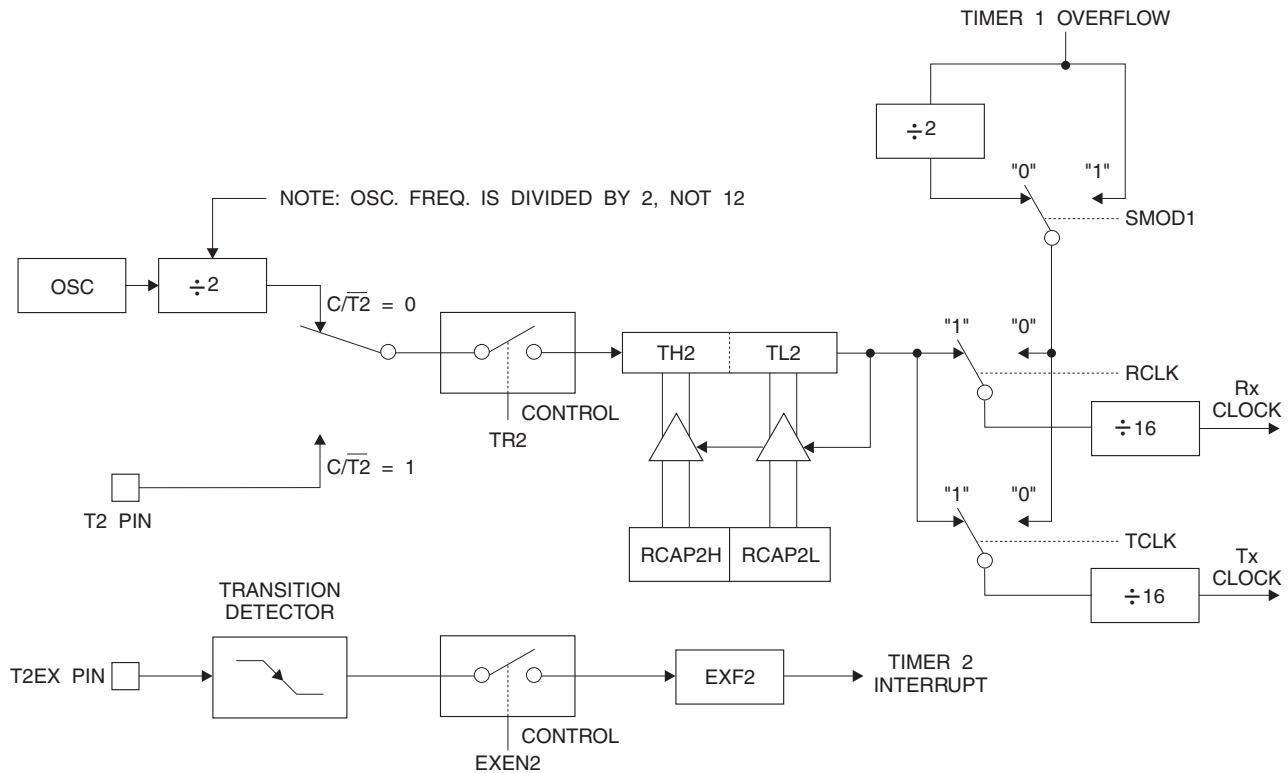 TIMER 1 OVERFLOW
÷2
"0" "1"
SMOD1
NOTE: OSC. FREQ. IS DIVIDED BY 2, NOT 12
OSC
÷2
C/T̅2̅ = 0
TH2 TL2
"1" "0"
RCLK
Rx
CLOCK
÷16
CONTROL
TR2
C/T̅2̅ = 1
T2 PIN
"1" "0"
TCLK
Tx
CLOCK
÷16
RCAP2H RCAP2L
TRANSITION
DETECTOR
T2EX PIN
EXF2
TIMER 2
INTERRUPT
CONTROL
EXEN2